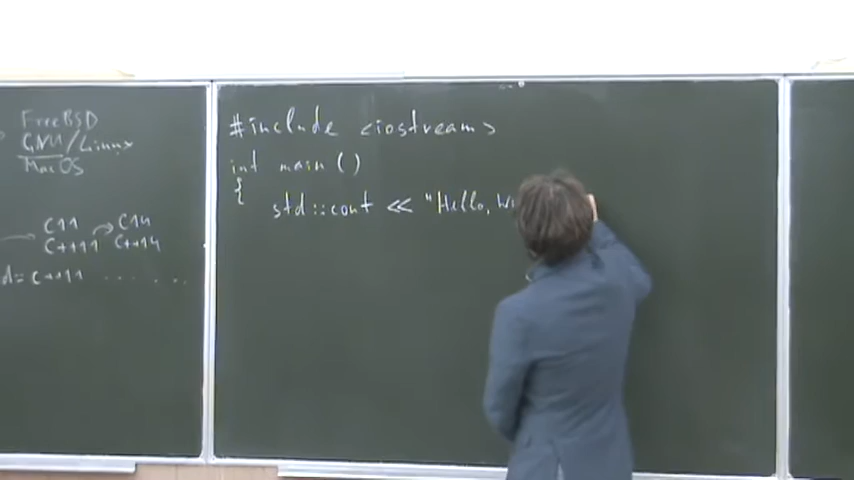 FreeBSD
GNU/Linux
MacOS
C11 C14
C++11 C++14
d=c++11 . . . . . .
#include <iostream>
int main ()
{
std::cout << "Hello, W